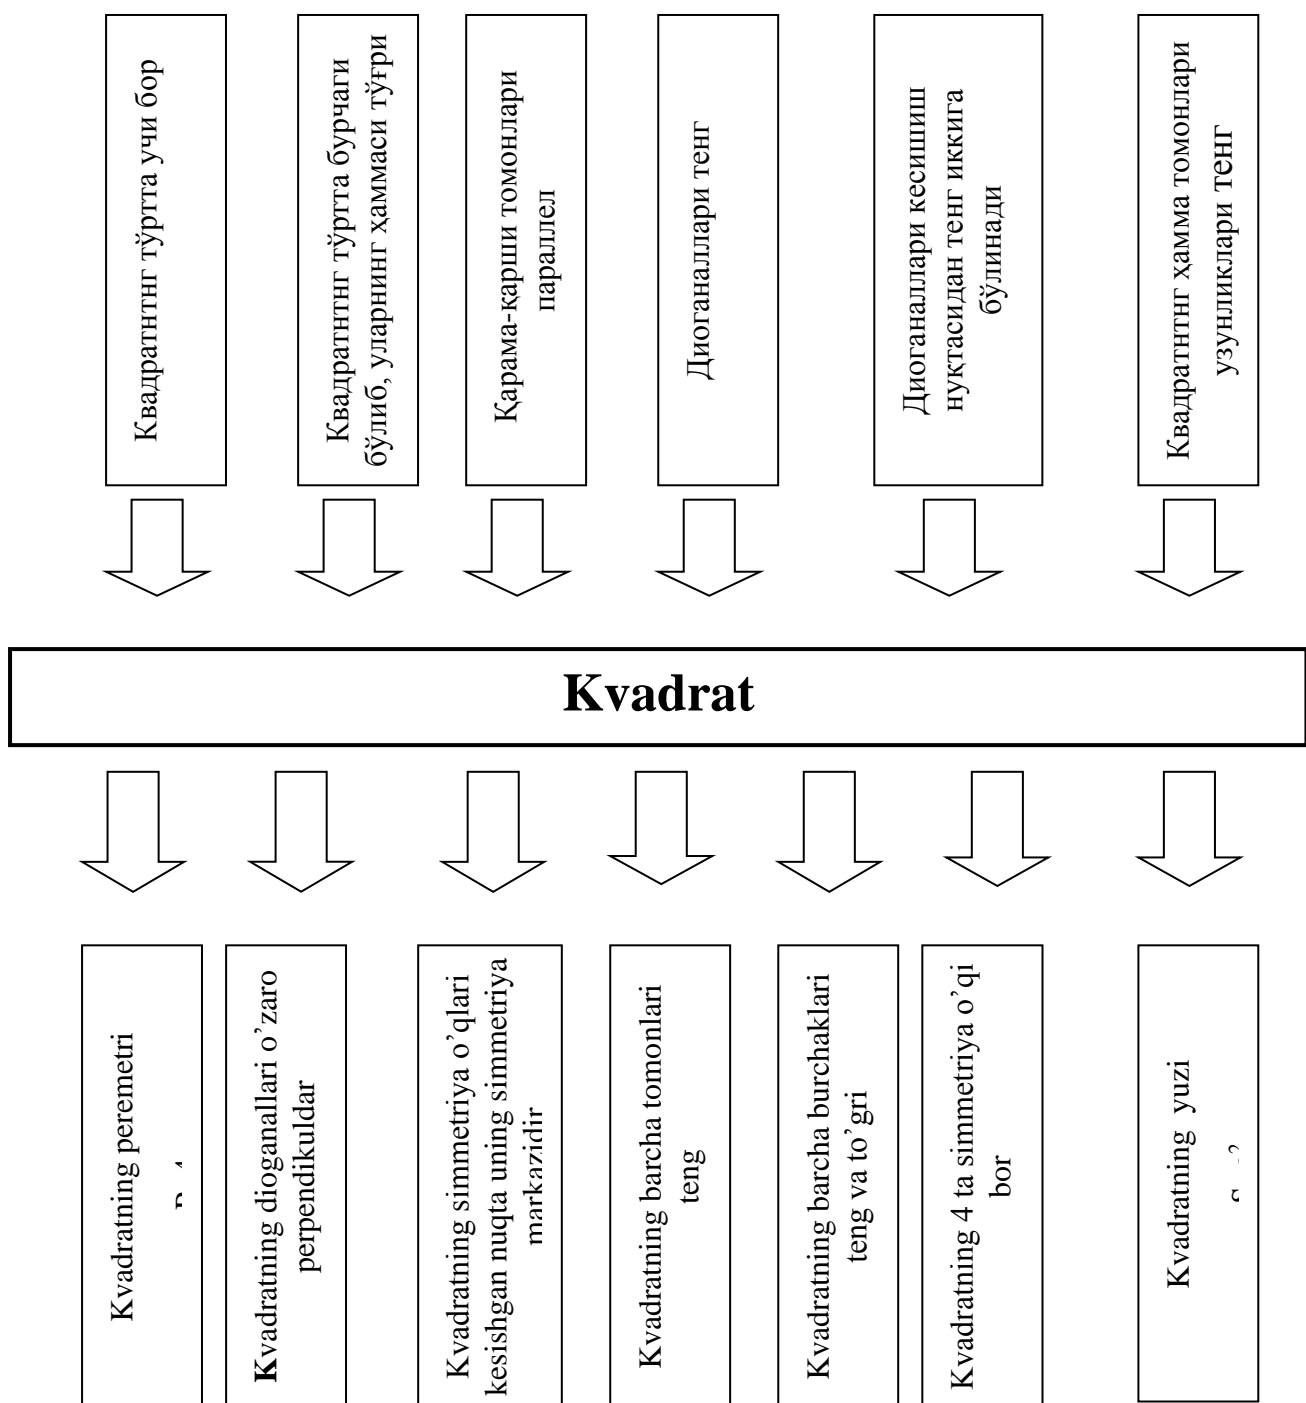 Квадратнтнг тўртта учи бор
Квадратнтнг тўртта бурчаги
бўлиб, уларнинг ҳаммаси тўғри
Қарама-қарши томонлари
параллел
Диоганаллари тенг
Диоганаллари кесишиш
нуқтасидан тенг иккига
бўлинади
Квадратнтнг ҳамма томонлари
узунликлари тенг
Kvadrat
Kvadratning peremetri
Kvadratning dioganallari o’zaro
perpendikuldar
Kvadratning simmetriya o’qlari
kesishgan nuqta uning simmetriya
markazidir
Kvadratning barcha tomonlari
teng
Kvadratning barcha burchaklari
teng va to’gri
Kvadratning 4 ta simmetriya o’qi
bor
Kvadratning yuzi